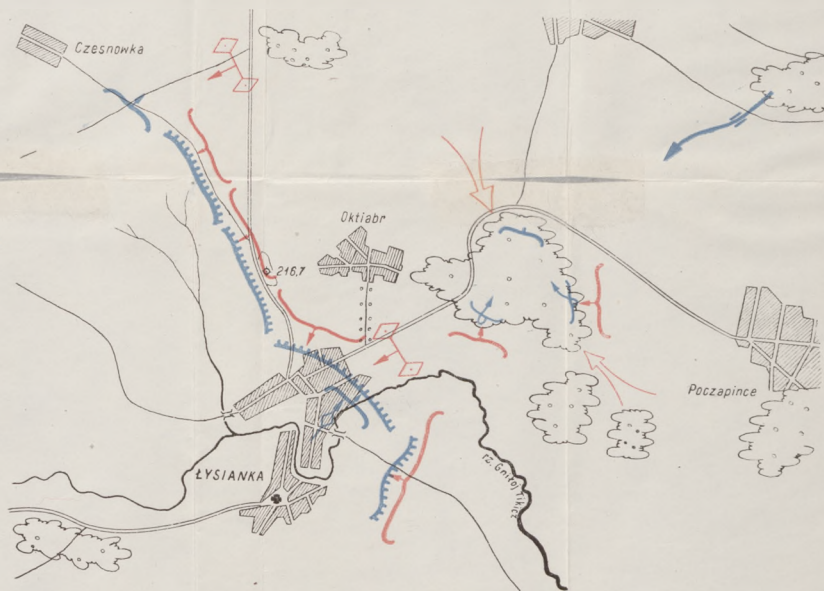 Czesnowka
Oktiabr
216,7
Poczapince
ŁYSIANKA
rz. Gniłoj Tikicz